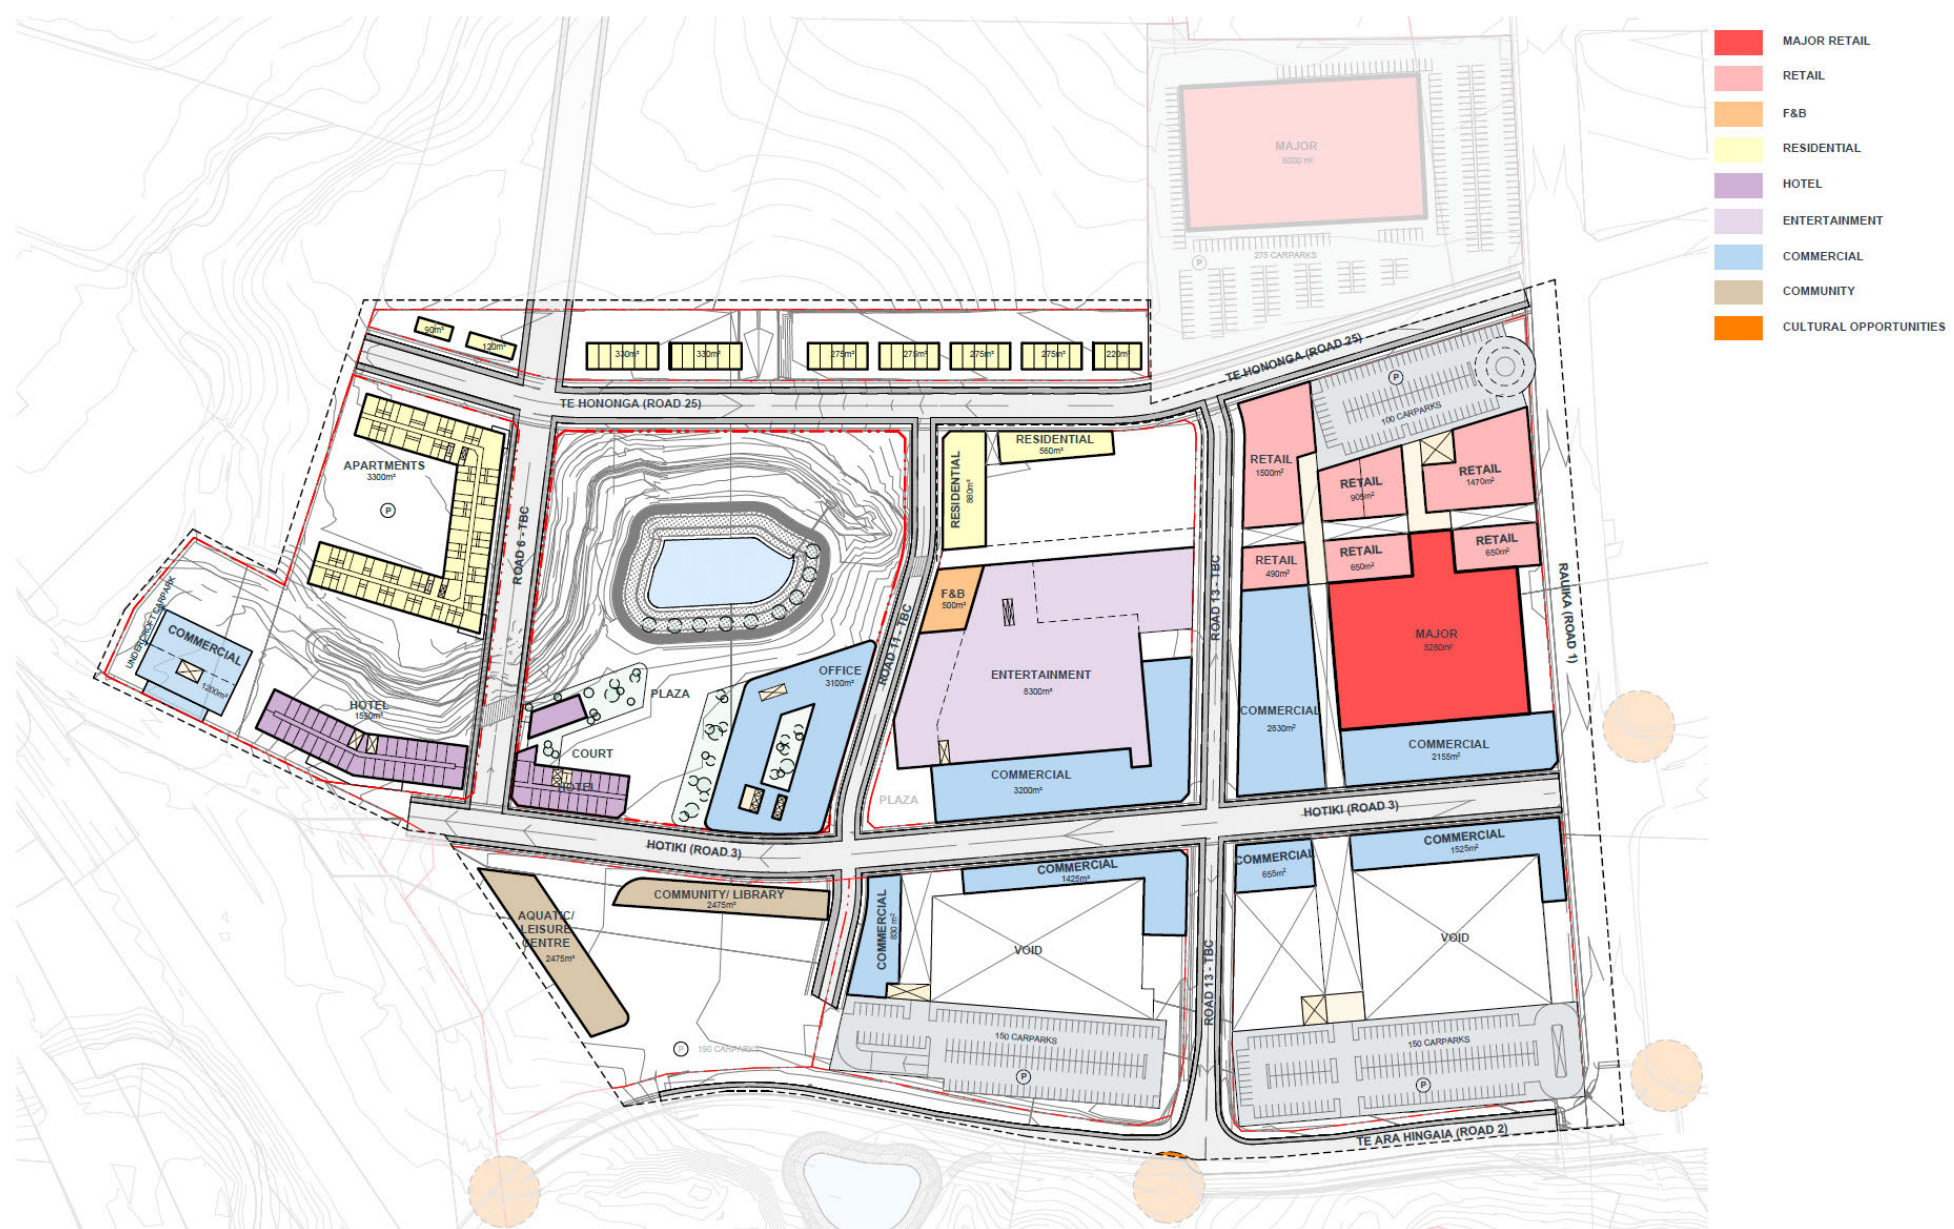 MAJOR RETAIL
RETAIL
F&B
RESIDENTIAL
HOTEL
ENTERTAINMENT
COMMERCIAL
COMMUNITY
CULTURAL OPPORTUNITIES
MAJOR
6000 m²
275 CARPARKS
P
90m²
120m²
330m²
330m²
275m²
275m²
275m²
275m²
220m²
TE HONONGA (ROAD 25)
TE HONONGA (ROAD 25)
P
100 CARPARKS
APARTMENTS
3300m²
P
ROAD 6 - TBC
RESIDENTIAL
880m²
RESIDENTIAL
560m²
RETAIL
1500m²
RETAIL
905m²
RETAIL
1470m²
RETAIL
490m²
RETAIL
650m²
RETAIL
650m²
ROAD 13 - TBC
RAUIKA (ROAD 1)
UNDERCROFT CARPARK
COMMERCIAL
1200m²
HOTEL
PLAZA
OFFICE
3100m²
ROAD 11 - TBC
F&B
500m²
ENTERTAINMENT
8300m²
MAJOR
COMMERCIAL
2830m²
COMMERCIAL
2155m²
COURT
HOTEL
COMMERCIAL
3200m²
PLAZA
HOTIKI (ROAD 3)
HOTIKI (ROAD 3)
COMMUNITY/ LIBRARY
2475m²
AQUATIC/
LEISURE
CENTRE
2475m²
COMMERCIAL
830 m²
COMMERCIAL
1425m²
COMMERCIAL
655m²
COMMERCIAL
1525m²
VOID
VOID
ROAD 13 - TBC
P
190 CARPARKS
150 CARPARKS
P
150 CARPARKS
P
TE ARA HINGAIA (ROAD 2)